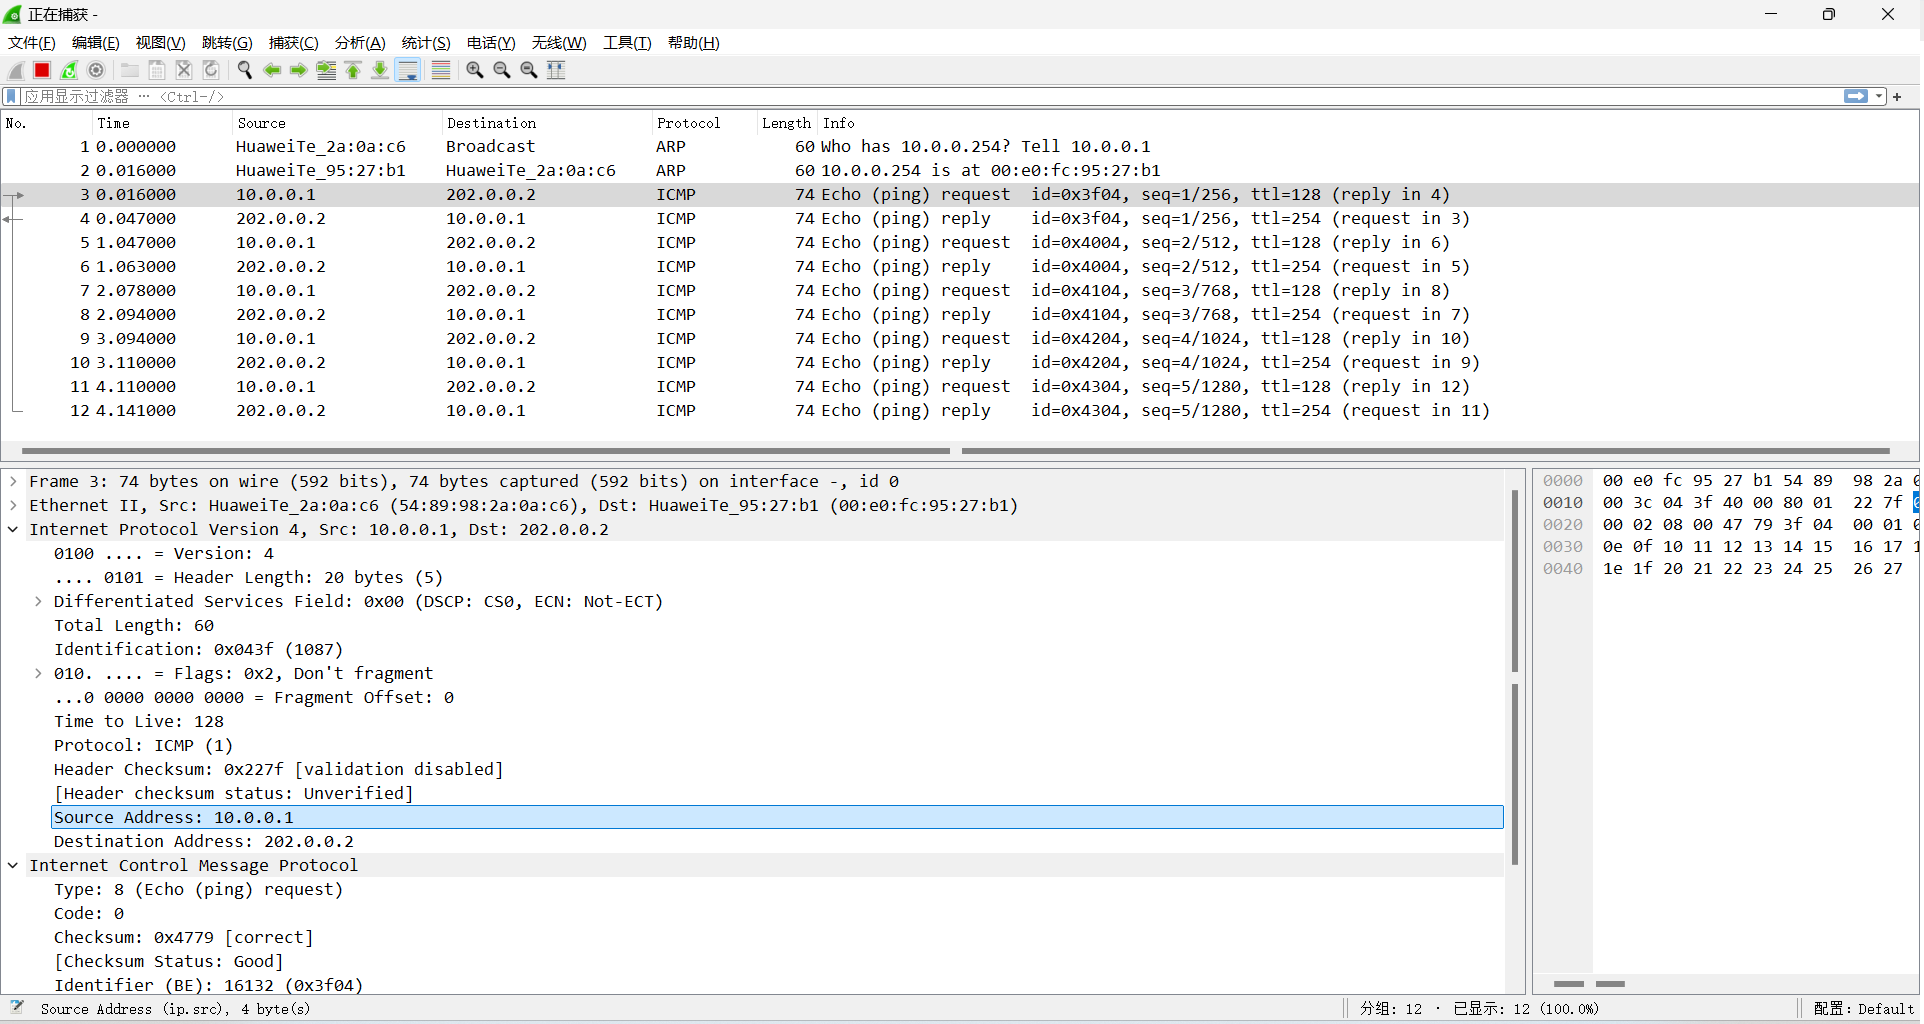 正在捕获 -
文件(F) 编辑(E) 视图(V) 跳转(G) 捕获(C) 分析(A) 统计(S) 电话(Y) 无线(W) 工具(T) 帮助(H)
应用显示过滤器 … <Ctrl-/>
No. Time Source Destination Protocol Length Info
1 0.000000 HuaweiTe_2a:0a:c6 Broadcast ARP 60 Who has 10.0.0.254? Tell 10.0.0.1
2 0.016000 HuaweiTe_95:27:b1 HuaweiTe_2a:0a:c6 ARP 60 10.0.0.254 is at 00:e0:fc:95:27:b1
3 0.016000 10.0.0.1 202.0.0.2 ICMP 74 Echo (ping) request id=0x3f04, seq=1/256, ttl=128 (reply in 4)
4 0.047000 202.0.0.2 10.0.0.1 ICMP 74 Echo (ping) reply id=0x3f04, seq=1/256, ttl=254 (request in 3)
5 1.047000 10.0.0.1 202.0.0.2 ICMP 74 Echo (ping) request id=0x4004, seq=2/512, ttl=128 (reply in 6)
6 1.063000 202.0.0.2 10.0.0.1 ICMP 74 Echo (ping) reply id=0x4004, seq=2/512, ttl=254 (request in 5)
7 2.078000 10.0.0.1 202.0.0.2 ICMP 74 Echo (ping) request id=0x4104, seq=3/768, ttl=128 (reply in 8)
8 2.094000 202.0.0.2 10.0.0.1 ICMP 74 Echo (ping) reply id=0x4104, seq=3/768, ttl=254 (request in 7)
9 3.094000 10.0.0.1 202.0.0.2 ICMP 74 Echo (ping) request id=0x4204, seq=4/1024, ttl=128 (reply in 10)
10 3.110000 202.0.0.2 10.0.0.1 ICMP 74 Echo (ping) reply id=0x4204, seq=4/1024, ttl=254 (request in 9)
11 4.110000 10.0.0.1 202.0.0.2 ICMP 74 Echo (ping) request id=0x4304, seq=5/1280, ttl=128 (reply in 12)
12 4.141000 202.0.0.2 10.0.0.1 ICMP 74 Echo (ping) reply id=0x4304, seq=5/1280, ttl=254 (request in 11)
Frame 3: 74 bytes on wire (592 bits), 74 bytes captured (592 bits) on interface -, id 0
Ethernet II, Src: HuaweiTe_2a:0a:c6 (54:89:98:2a:0a:c6), Dst: HuaweiTe_95:27:b1 (00:e0:fc:95:27:b1)
Internet Protocol Version 4, Src: 10.0.0.1, Dst: 202.0.0.2
0100 .... = Version: 4
.... 0101 = Header Length: 20 bytes (5)
Differentiated Services Field: 0x00 (DSCP: CS0, ECN: Not-ECT)
Total Length: 60
Identification: 0x043f (1087)
010. .... = Flags: 0x2, Don't fragment
...0 0000 0000 0000 = Fragment Offset: 0
Time to Live: 128
Protocol: ICMP (1)
Header Checksum: 0x227f [validation disabled]
[Header checksum status: Unverified]
Source Address: 10.0.0.1
Destination Address: 202.0.0.2
Internet Control Message Protocol
Type: 8 (Echo (ping) request)
Code: 0
Checksum: 0x4779 [correct]
[Checksum Status: Good]
Identifier (BE): 16132 (0x3f04)
0000 00 e0 fc 95 27 b1 54 89 98 2a
0010 00 3c 04 3f 40 00 80 01 22 7f
0020 00 02 08 00 47 79 3f 04 00 01
0030 0e 0f 10 11 12 13 14 15 16 17
0040 1e 1f 20 21 22 23 24 25 26 27
Source Address (ip.src), 4 byte(s)
分组: 12 · 已显示: 12 (100.0%)
配置: Default